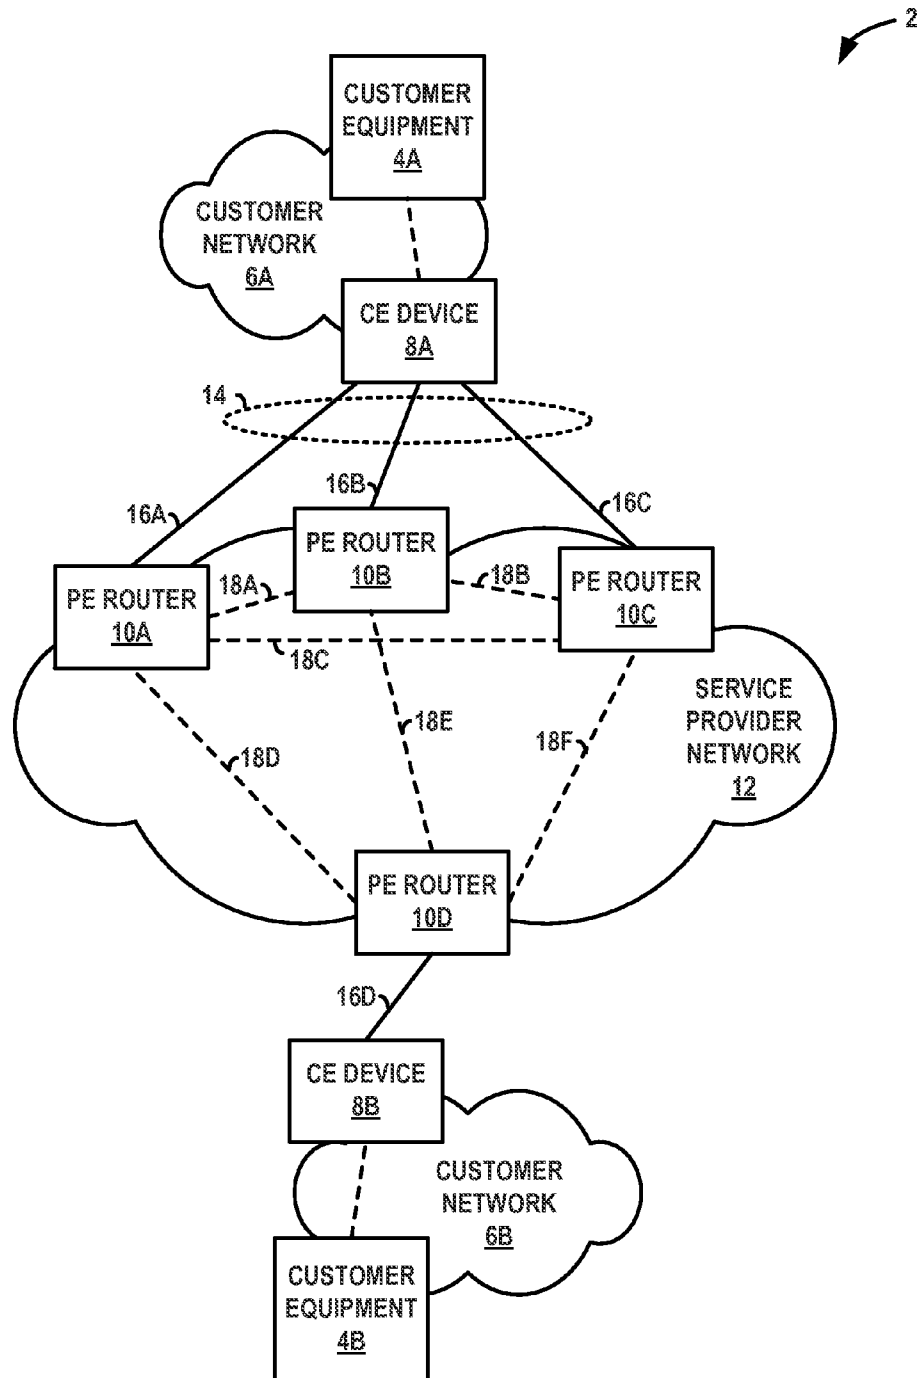 2
CUSTOMER
EQUIPMENT
4A
CUSTOMER
NETWORK
6A
CE DEVICE
8A
14
16A
16B
16C
PE ROUTER
10B
PE ROUTER
10A
PE ROUTER
10C
18A
18B
18C
18D
18E
18F
SERVICE
PROVIDER
NETWORK
12
PE ROUTER
10D
16D
CE DEVICE
8B
CUSTOMER
NETWORK
6B
CUSTOMER
EQUIPMENT
4B